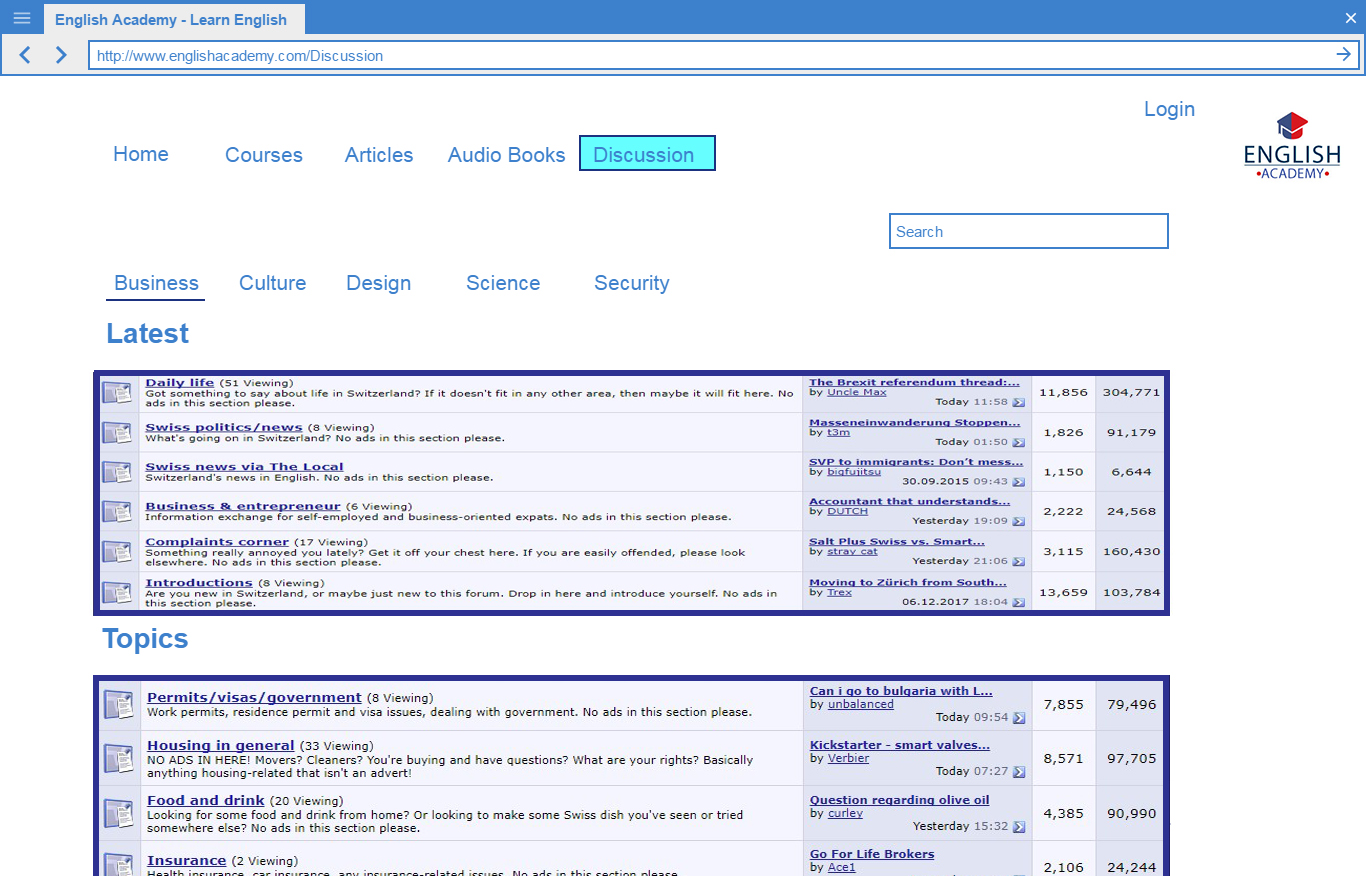 English Academy - Learn English
http://www.englishacademy.com/Discussion
Login
Home Courses Articles Audio Books Discussion
ENGLISH
•ACADEMY•
Search
Business Culture Design Science Security
Latest
Daily life (51 Viewing)
Got something to say about life in Switzerland? If it doesn't fit in any other area, then maybe it will fit here. No
ads in this section please.
The Brexit referendum thread:...
by Uncle Max
Today 11:58
11,856 304,771
Swiss politics/news (8 Viewing)
What's going on in Switzerland? No ads in this section please.
Masseneinwanderung Stoppen...
by t3m
Today 01:50
1,826 91,179
Swiss news via The Local
Switzerland's news in English. No ads in this section please.
SVP to immigrants: Don't mess...
by bigfujitsu
30.09.2015 09:43
1,150 6,644
Business & entrepreneur (6 Viewing)
Information exchange for self-employed and business-oriented expats. No ads in this section please.
Accountant that understands...
by DUTCH
Yesterday 19:09
2,222 24,568
Complaints corner (17 Viewing)
Something really annoyed you lately? Get it off your chest here. If you are easily offended, please look
elsewhere. No ads in this section please.
Salt Plus Swiss vs. Smart...
by stray cat
Yesterday 21:06
3,115 160,430
Introductions (8 Viewing)
Are you new in Switzerland, or maybe just new to this forum. Drop in here and introduce yourself. No ads in
this section please.
Moving to Zürich from South...
by Trex
06.12.2017 18:04
13,659 103,784
Topics
Permits/visas/government (8 Viewing)
Work permits, residence permit and visa issues, dealing with government. No ads in this section please.
Can i go to bulgaria with L...
by unbalanced
Today 09:54
7,855 79,496
Housing in general (33 Viewing)
NO ADS IN HERE! Movers? Cleaners? You're buying and have questions? What are your rights? Basically
anything housing-related that isn't an advert!
Kickstarter - smart valves...
by Verbier
Today 07:27
8,571 97,705
Food and drink (20 Viewing)
Looking for some food and drink from home? Or looking to make some Swiss dish you've seen or tried
somewhere else? No ads in this section please.
Question regarding olive oil
by curley
Yesterday 15:32
4,385 90,990
Insurance (2 Viewing)
Health insurance, car insurance, any insurance-related issues. No ads in this section please.
Go For Life Brokers
by Ace1
2,106 24,244